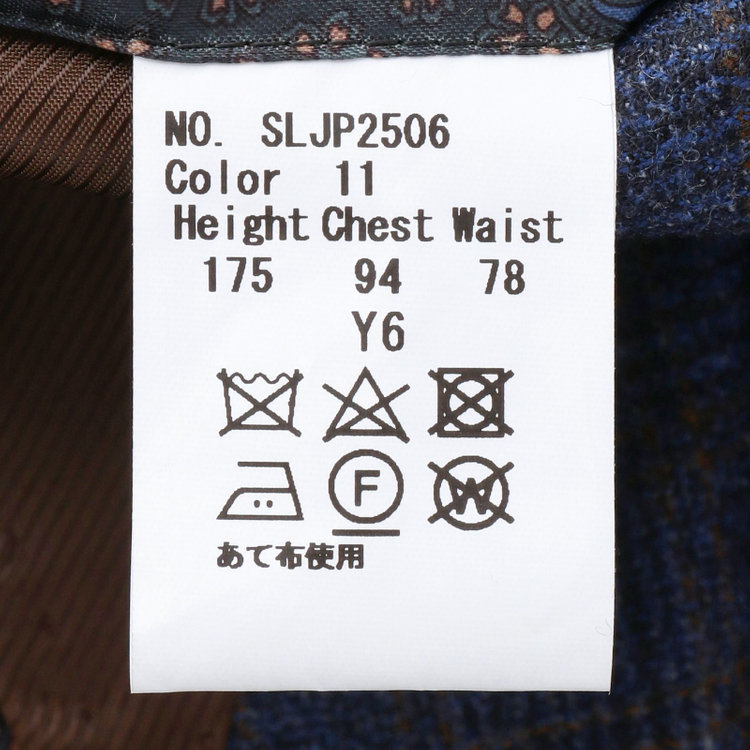 NO. SLJP2506
Color 11
Height Chest Waist
175 94 78
Y6
F W
あて布使用